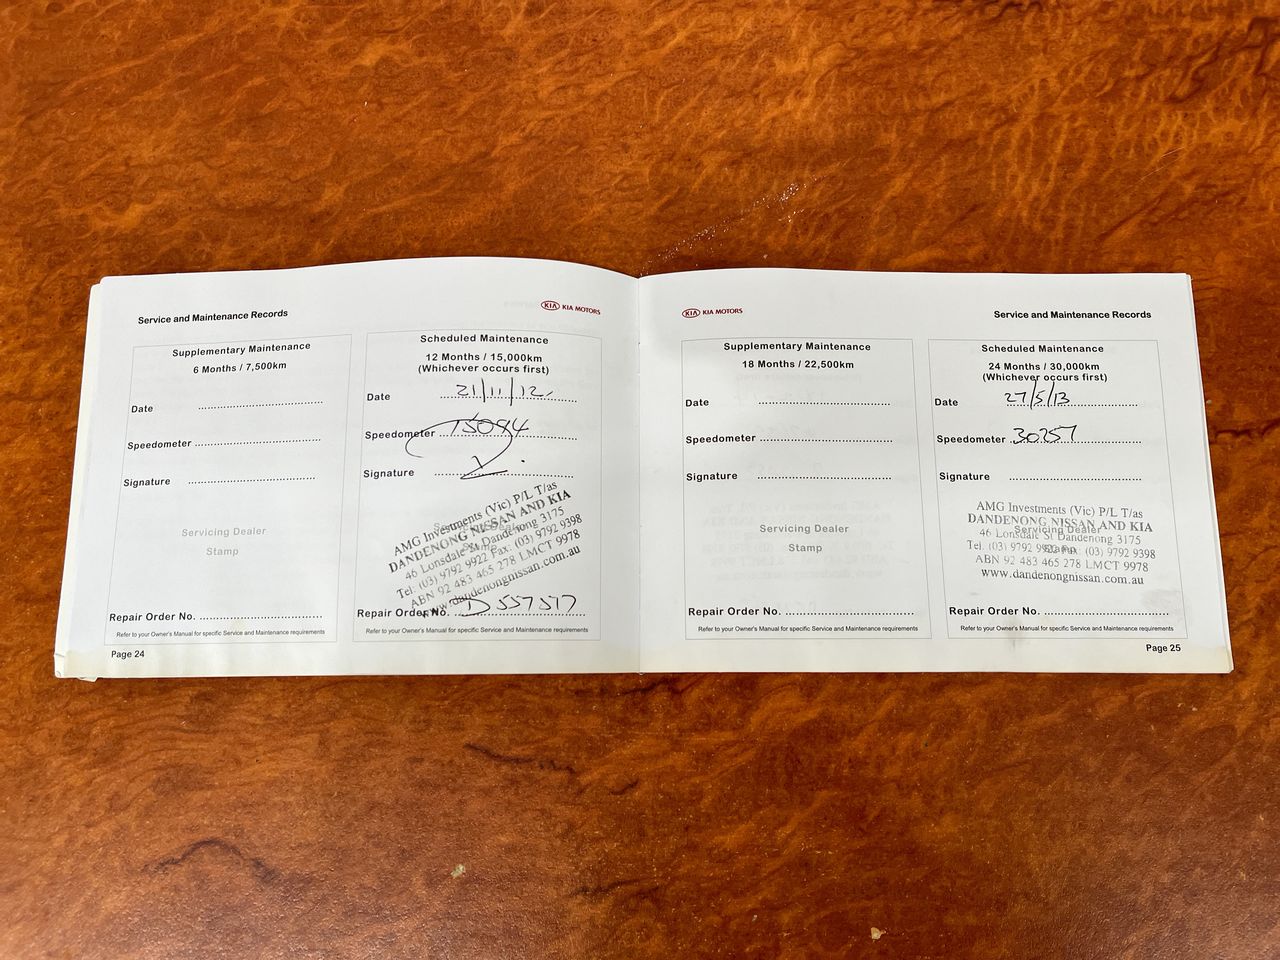 Service and Maintenance Records
KIA KIA MOTORS
Supplementary Maintenance
6 Months / 7,500km
Date
Speedometer
Signature
Servicing Dealer
Stamp
Repair Order No.
Refer to your Owner's Manual for specific Service and Maintenance requirements
Page 24
Scheduled Maintenance
12 Months / 15,000km
(Whichever occurs first)
Date 21/11/12
Speedometer 15094
Signature
AMG Investments (Vic) P/L T/as
DANDENONG NISSAN AND KIA
46 Lonsdale St Dandenong 3175
Tel. (03) 9792 9922 Fax: (03) 9792 9398
ABN 92 483 465 278 LMCT 9978
www.dandenongnissan.com.au
Repair Order No. D557577
Refer to your Owner's Manual for specific Service and Maintenance requirements
KIA KIA MOTORS
Service and Maintenance Records
Supplementary Maintenance
18 Months / 22,500km
Date
Speedometer
Signature
Servicing Dealer
Stamp
Repair Order No.
Refer to your Owner's Manual for specific Service and Maintenance requirements
Scheduled Maintenance
24 Months / 30,000km
(Whichever occurs first)
Date 27/5/13
Speedometer 30257
Signature
AMG Investments (Vic) P/L T/as
DANDENONG NISSAN AND KIA
Servicing Dealer
46 Lonsdale St Dandenong 3175
Tel. (03) 9792 9922 Fax: (03) 9792 9398
Stamp
ABN 92 483 465 278 LMCT 9978
www.dandenongnissan.com.au
Repair Order No.
Refer to your Owner's Manual for specific Service and Maintenance requirements
Page 25